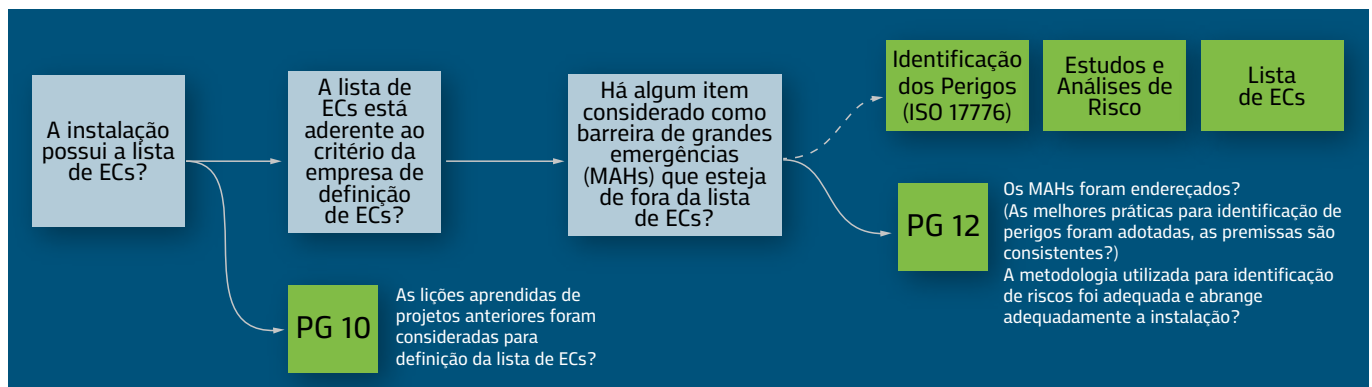 A instalação
possui a lista
de ECs?
A lista de
ECs está
aderente ao
critério da
empresa de
definição
de ECs?
Há algum item
considerado como
barreira de grandes
emergências
(MAHs) que esteja
de fora da lista
de ECs?
Identificação
dos Perigos
(ISO 17776)
Estudos e
Análises de
Risco
Lista
de ECs
PG 12
Os MAHs foram endereçados?
(As melhores práticas para identificação de
perigos foram adotadas, as premissas são
consistentes?)
A metodologia utilizada para identificação
de riscos foi adequada e abrange
adequadamente a instalação?
PG 10
As lições aprendidas de
projetos anteriores foram
consideradas para
definição da lista de ECs?